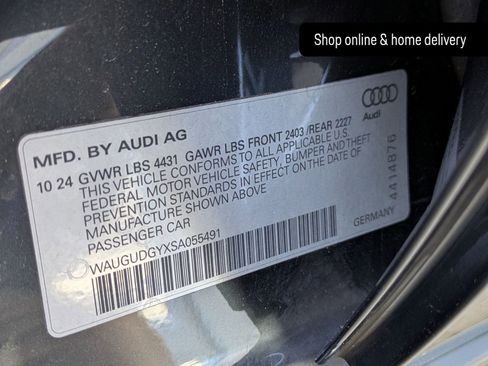 Shop online & home delivery
MFD. BY AUDI AG
Audi
10 24 GVWR LBS 4431 GAWR LBS FRONT 2403 /REAR 2227
THIS VEHICLE CONFORMS TO ALL APPLICABLE U.S.
FEDERAL MOTOR VEHICLE SAFETY, BUMPER AND THEFT
PREVENTION STANDARDS IN EFFECT ON THE DATE OF
MANUFACTURE SHOWN ABOVE
PASSENGER CAR
WAUGUDGYXSA055491
GERMANY
4414876